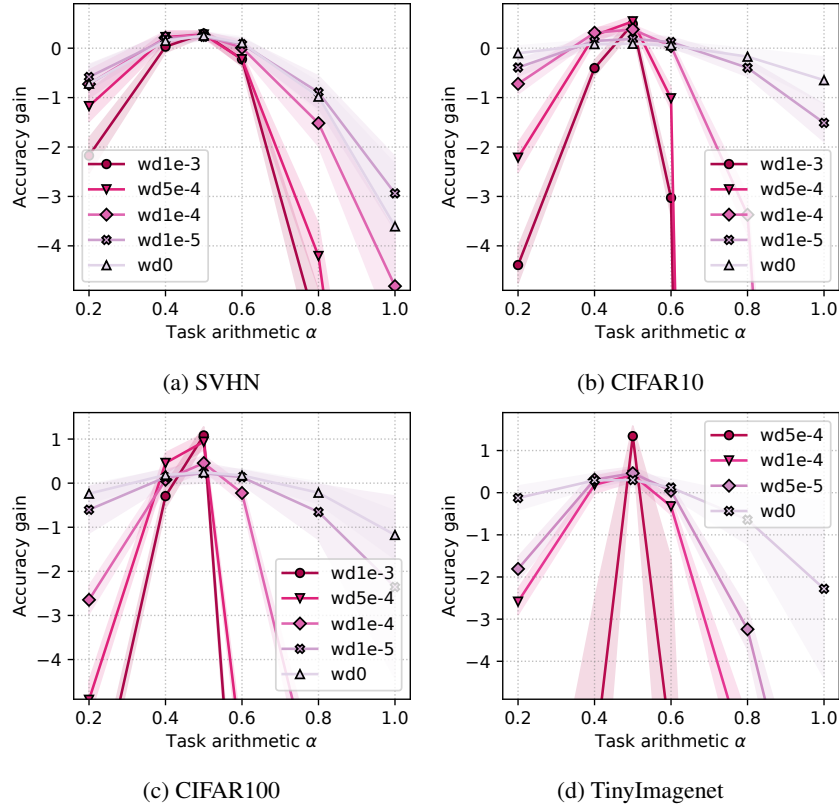 0
−1
−2
−3
−4
Accuracy gain
wd1e-3
wd5e-4
wd1e-4
wd1e-5
wd0
0.2 0.4 0.6 0.8 1.0
Task arithmetic α
(a) SVHN
0
−1
−2
−3
−4
Accuracy gain
wd1e-3
wd5e-4
wd1e-4
wd1e-5
wd0
0.2 0.4 0.6 0.8 1.0
Task arithmetic α
(b) CIFAR10
1
0
−1
−2
−3
−4
Accuracy gain
wd1e-3
wd5e-4
wd1e-4
wd1e-5
wd0
0.2 0.4 0.6 0.8 1.0
Task arithmetic α
(c) CIFAR100
1
0
−1
−2
−3
−4
Accuracy gain
wd5e-4
wd1e-4
wd5e-5
wd0
0.2 0.4 0.6 0.8 1.0
Task arithmetic α
(d) TinyImagenet